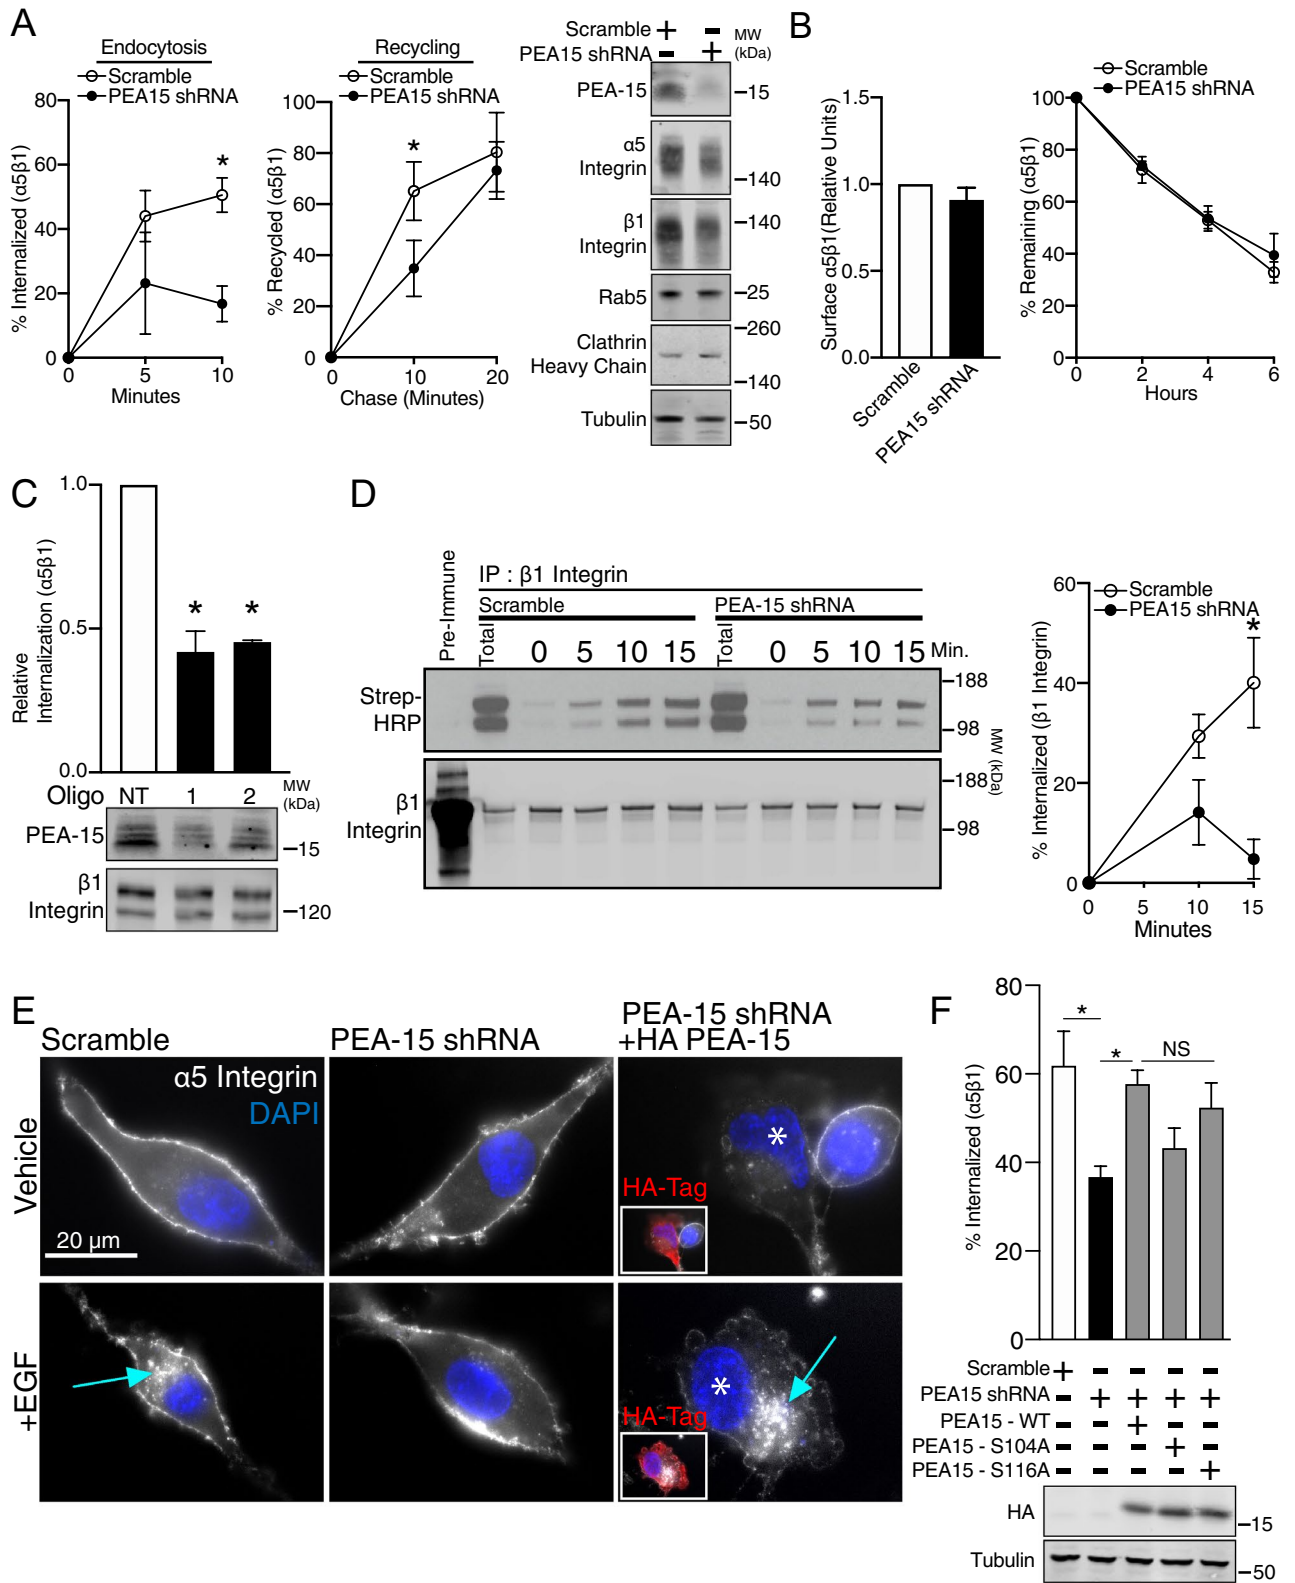 A
Endocytosis
Scramble
PEA15 shRNA
% Internalized (α5β1)
80
60
40
20
0
0 5 10
Minutes
*
Recycling
Scramble
PEA15 shRNA
% Recycled (α5β1)
100
80
60
40
20
0
0 10 20
Chase (Minutes)
*
Scramble + -
PEA15 shRNA - +
MW (kDa)
PEA-15 –15
α5 Integrin –140
β1 Integrin –140
Rab5 –25
Clathrin Heavy Chain –260
–140
Tubulin –50
B
Surface α5β1(Relative Units)
1.5
1.0
0.5
0.0
Scramble
PEA15 shRNA
Scramble
PEA15 shRNA
% Remaining (α5β1)
100
80
60
40
20
0
0 2 4 6
Hours
C
Relative Internalization (α5β1)
1.0
0.5
0.0
* *
Oligo NT 1 2
MW (kDa)
PEA-15 –15
β1 Integrin –120
D
Pre-Immune
IP : β1 Integrin
Scramble
PEA-15 shRNA
Total 0 5 10 15 Total 0 5 10 15 Min.
Strep-HRP
–188
–98
MW (kDa)
β1 Integrin
–188
–98
% Internalized (β1 Integrin)
Scramble
PEA15 shRNA
*
60
40
20
0
0 5 10 15
Minutes
E
Scramble
PEA-15 shRNA
PEA-15 shRNA
+HA PEA-15
Vehicle
α5 Integrin
DAPI
20 µm
*
HA-Tag
+EGF
*
HA-Tag
F
% Internalized (α5β1)
80
60
40
20
0
* * NS
Scramble + - - - -
PEA15 shRNA - + + + +
PEA15 - WT - - + - -
PEA15 - S104A - - - + -
PEA15 - S116A - - - - +
HA –15
Tubulin –50